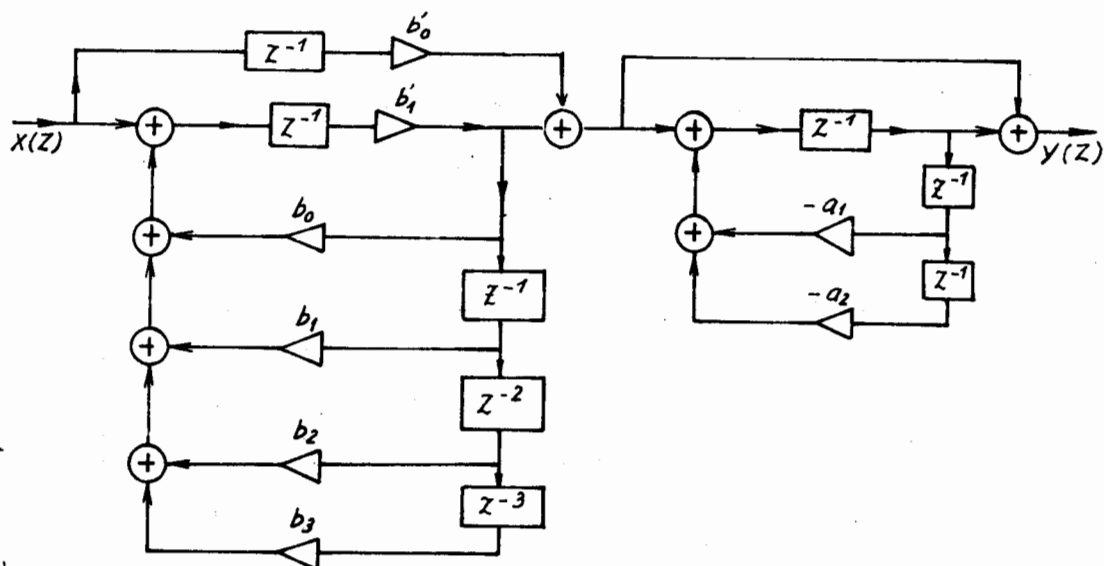 z⁻¹
b'₀
X(Z)
z⁻¹
b'₁
z⁻¹
Y(Z)
z⁻¹
b₀
-a₁
z⁻¹
z⁻¹
b₁
-a₂
z⁻²
b₂
z⁻³
b₃